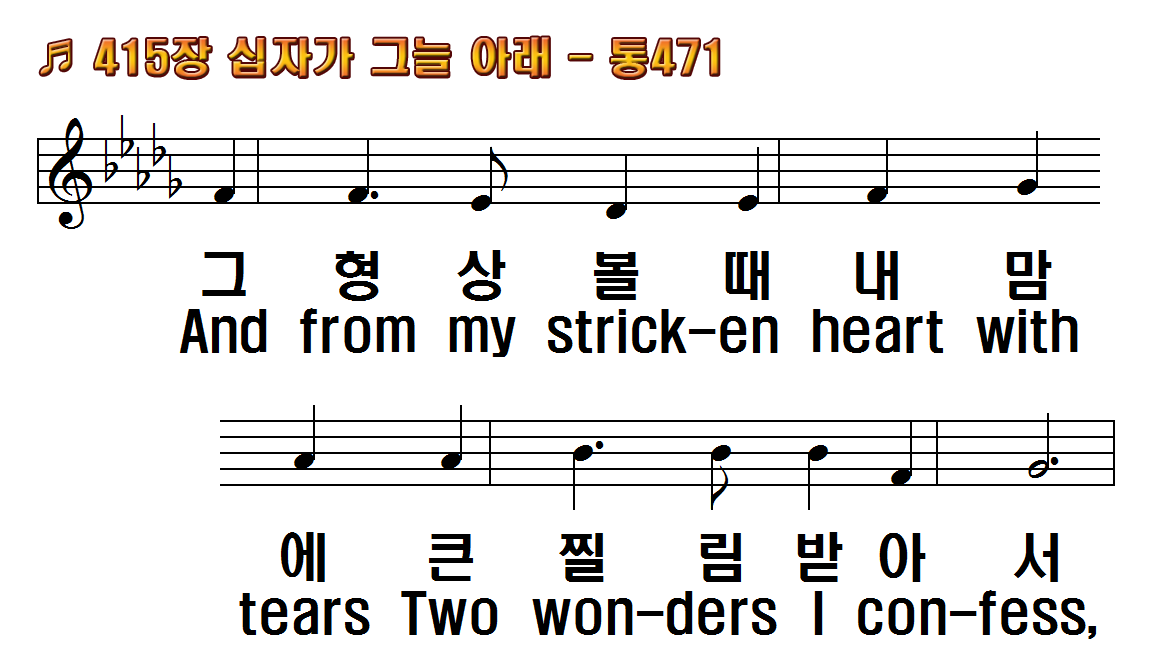 415장 십자가 그늘 아래 - 통471
그 형 상 볼 때 내 맘
And from my strick-en heart with
에 큰 찔 림 받 아 서
tears Two won-ders I con-fess,